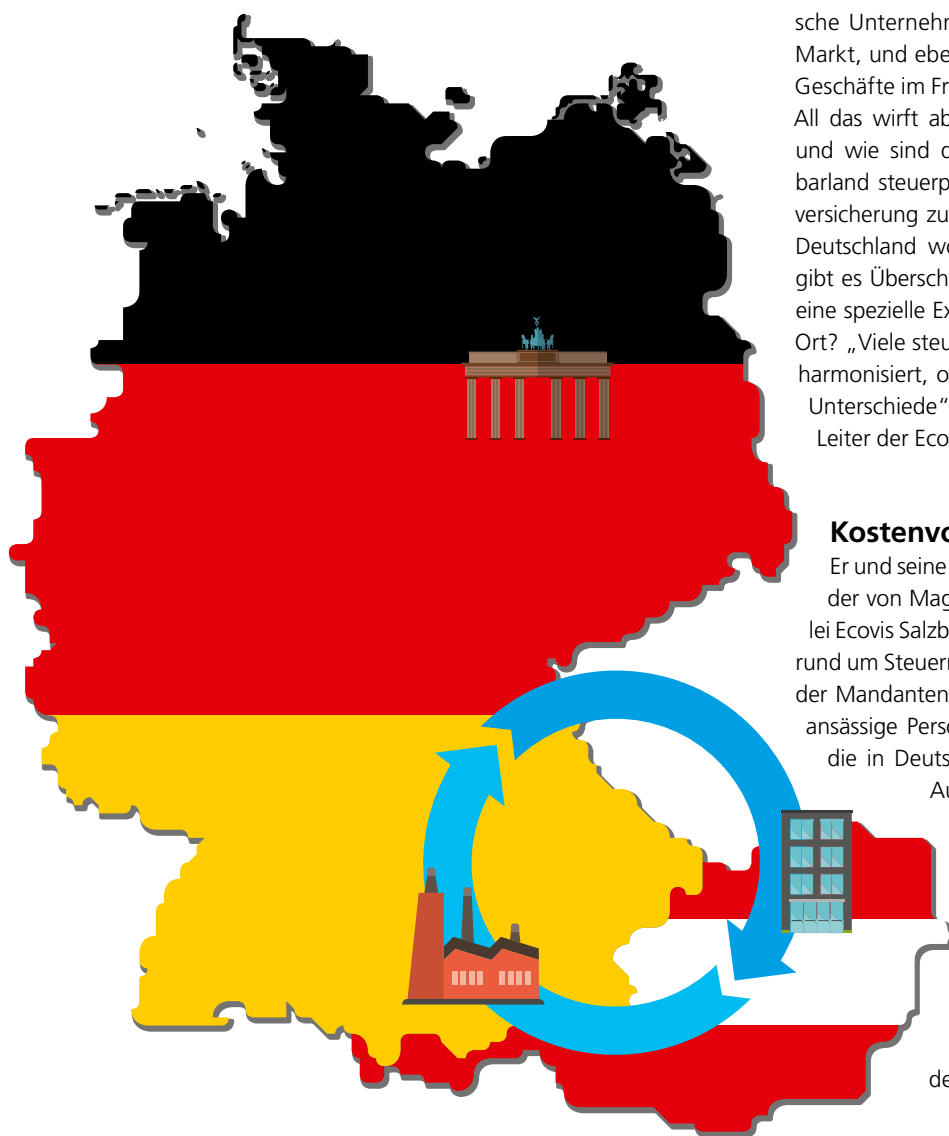 sche Unternehm
Markt, und ebe
Geschäfte im Fr
All das wirft ab
und wie sind d
barland steuerp
versicherung zu
Deutschland wo
gibt es Übersch
eine spezielle Ex
Ort? „Viele steu
harmonisiert, o
Unterschiede“
Leiter der Eco
Kostenvo
Er und seine
der von Mag
lei Ecovis Salzb
rund um Steuern
der Mandanten
ansässige Perso
die in Deuts
Au
de